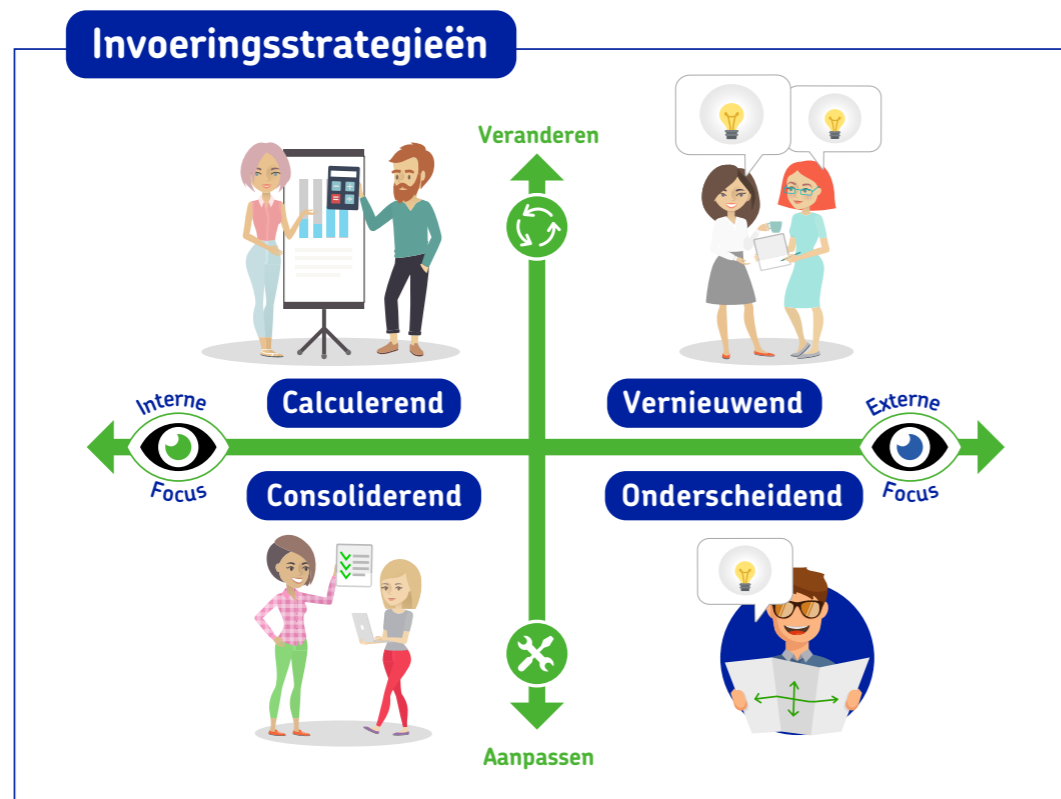 Invoeringsstrategieën
Veranderen
Interne
Focus
Calculerend
Vernieuwend
Externe
Focus
Consoliderend
Onderscheidend
Aanpassen